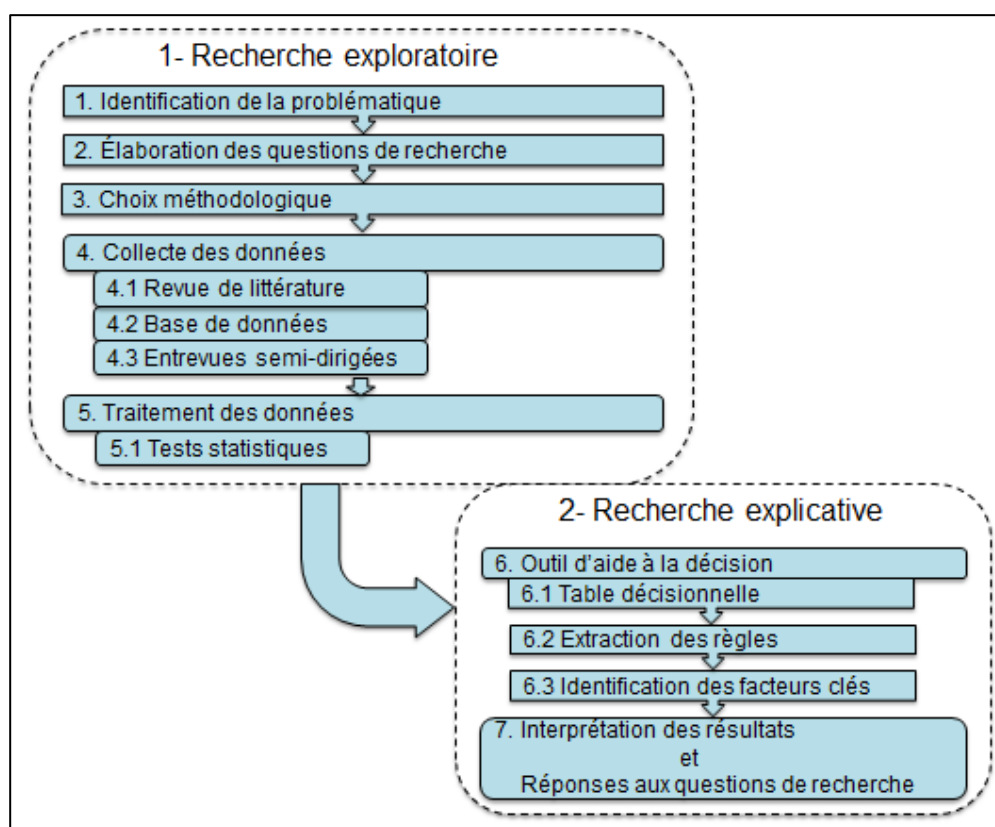 1- Recherche exploratoire
1. Identification de la problématique
2. Élaboration des questions de recherche
3. Choix méthodologique
4. Collecte des données
4.1 Revue de littérature
4.2 Base de données
4.3 Entrevues semi-dirigées
5. Traitement des données
5.1 Tests statistiques
2- Recherche explicative
6. Outil d'aide à la décision
6.1 Table décisionnelle
6.2 Extraction des règles
6.3 Identification des facteurs clés
7. Interprétation des résultats
et
Réponses aux questions de recherche